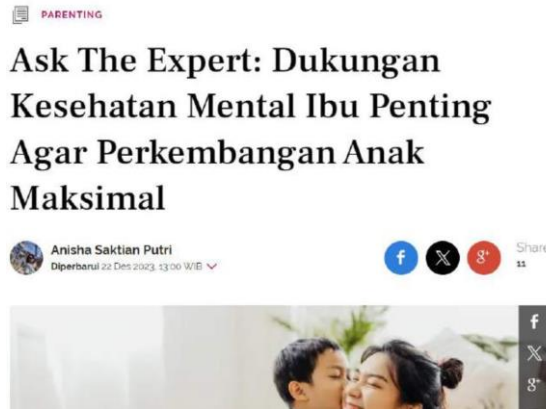 PARENTING
Ask The Expert: Dukungan
Kesehatan Mental Ibu Penting
Agar Perkembangan Anak
Maksimal
Anisha Saktian Putri
Diperbarui 22 Des 2023, 13:00 WIB
Share
11